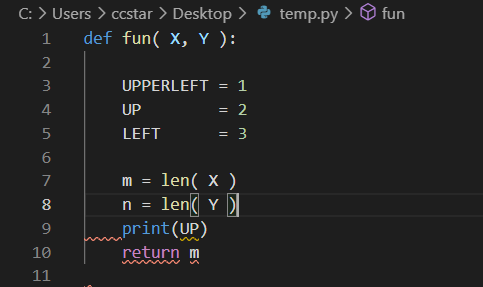 C: > Users > ccstar > Desktop > temp.py > fun
1 def fun( X, Y ):
2
3     UPPERLEFT = 1
4     UP        = 2
5     LEFT      = 3
6
7     m = len( X )
8     n = len( Y )
9     print(UP)
10     return m
11